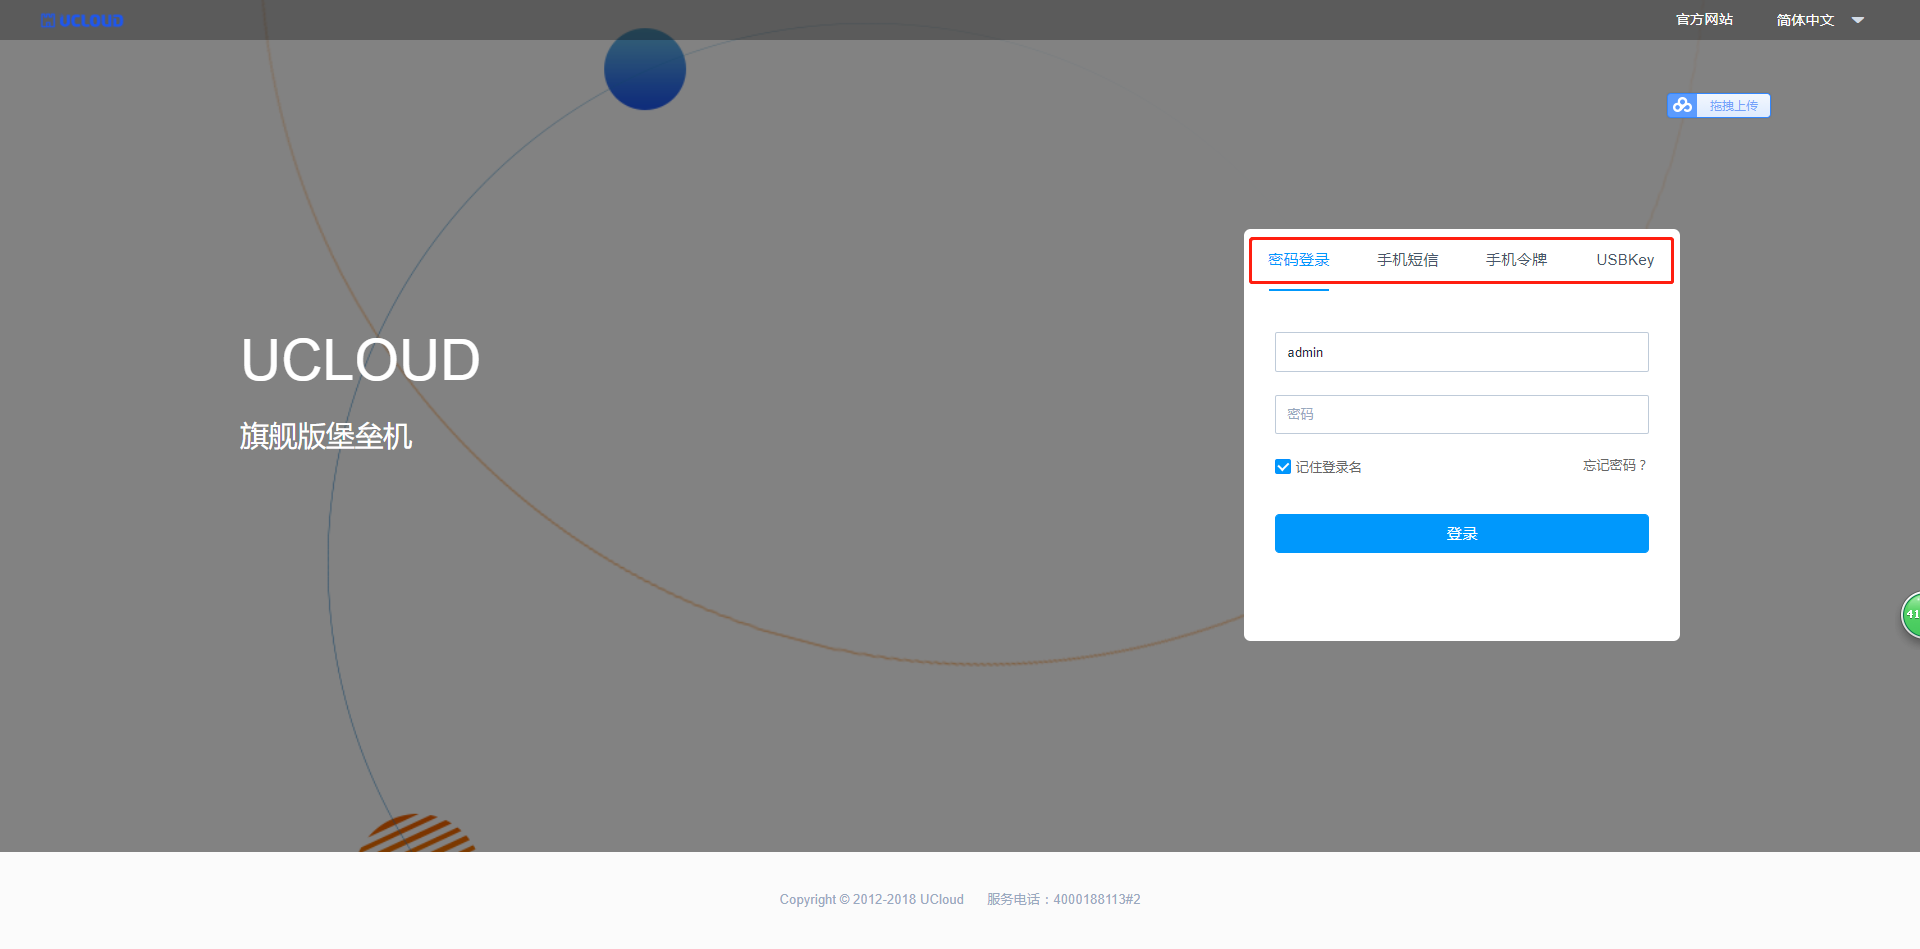 UCLOUD
官方网站
简体中文
拖拽上传
密码登录 手机短信 手机令牌 USBKey
admin
密码
记住登录名 忘记密码？
登录
UCLOUD
旗舰版堡垒机
41
Copyright © 2012-2018 UCloud 服务电话：4000188113#2